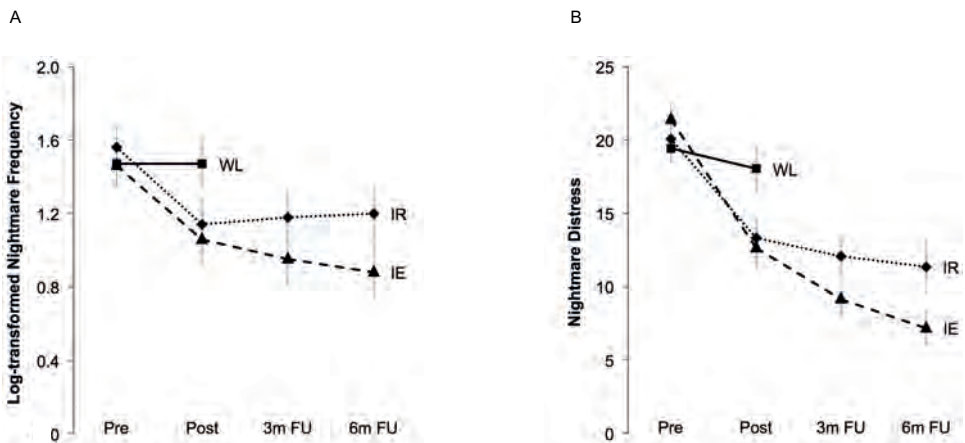 A
B
Log-transformed Nightmare Frequency
2.0
1.6
1.2
0.8
0.4
0
WL
IR
IE
Pre Post 3m FU 6m FU
Nightmare Distress
25
20
15
10
5
0
WL
IR
IE
Pre Post 3m FU 6m FU